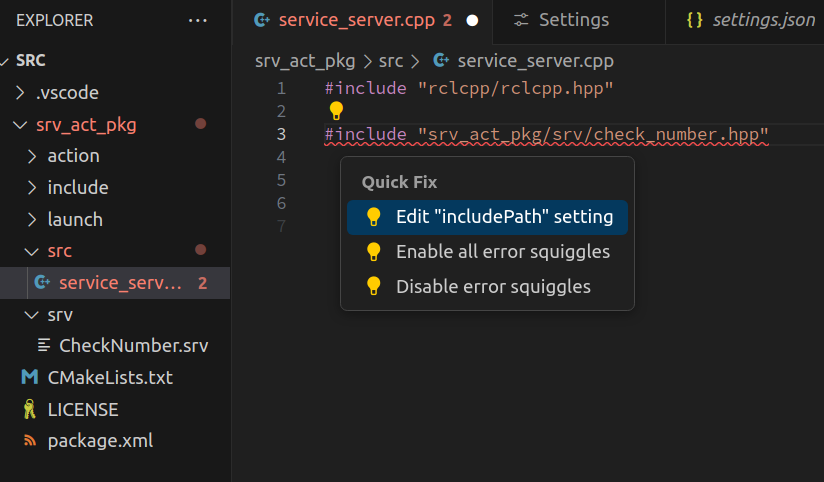 EXPLORER ...
service_server.cpp 2
Settings
settings.json
SRC
.vscode
srv_act_pkg
action
include
launch
src
service_serv... 2
srv
CheckNumber.srv
CMakeLists.txt
LICENSE
package.xml
srv_act_pkg > src > service_server.cpp
1 #include "rclcpp/rclcpp.hpp"
2
3 #include "srv_act_pkg/srv/check_number.hpp"
4
5
6
7
Quick Fix
Edit "includePath" setting
Enable all error squiggles
Disable error squiggles